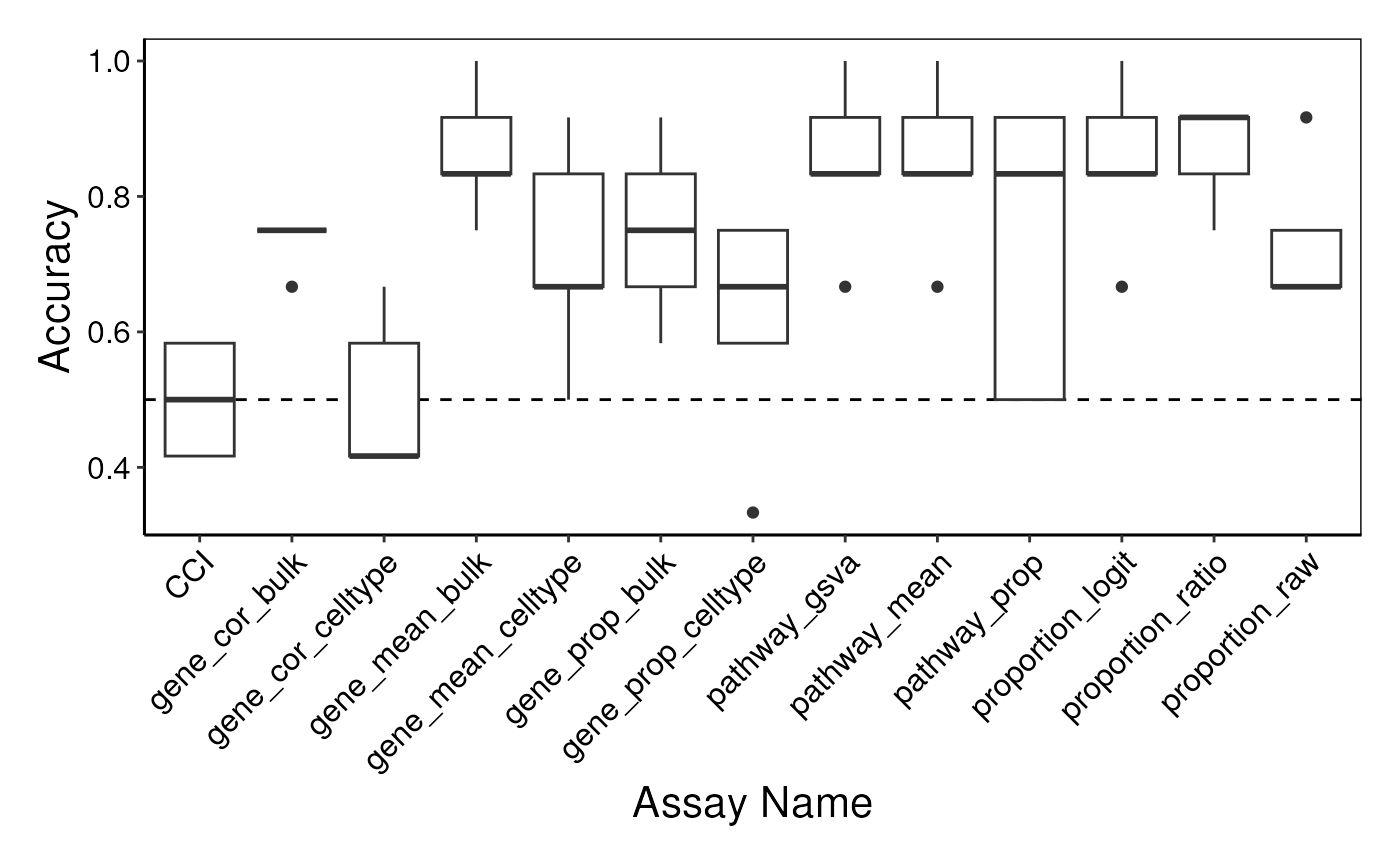 Accuracy
1.0
0.8
0.6
0.4
CCI
gene_cor_bulk
gene_cor_celltype
gene_mean_bulk
gene_mean_celltype
gene_prop_bulk
gene_prop_celltype
pathway_gsva
pathway_mean
pathway_prop
proportion_logit
proportion_ratio
proportion_raw
Assay Name